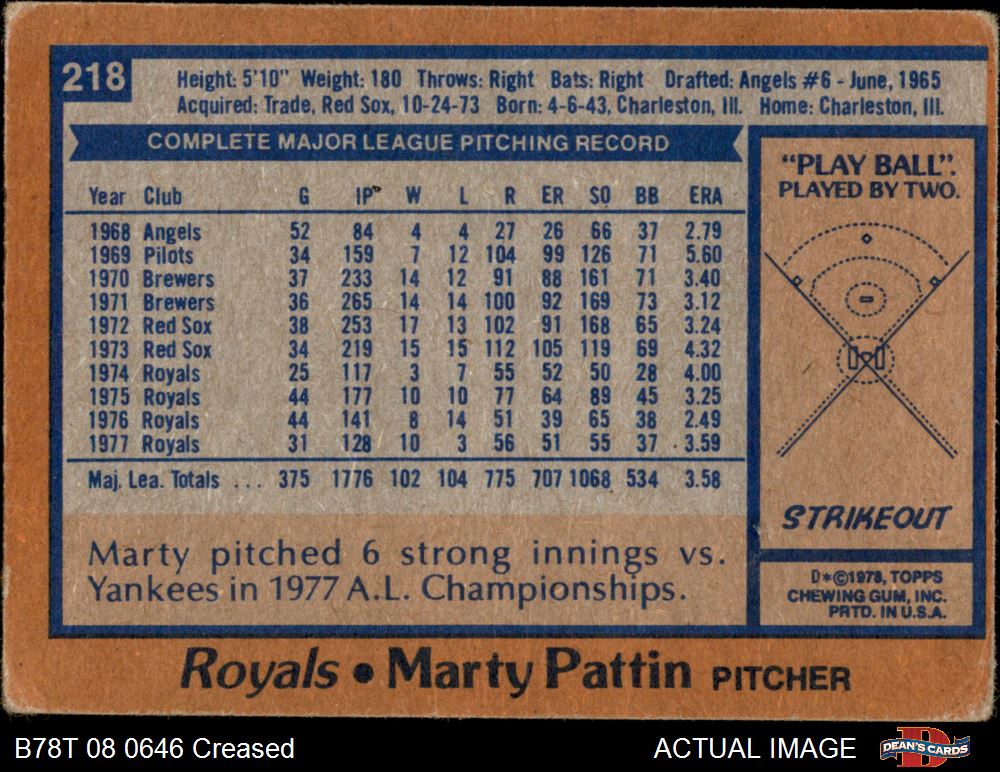 218
Height: 5'10" Weight: 180 Throws: Right Bats: Right Drafted: Angels #6 - June, 1965
Acquired: Trade, Red Sox, 10-24-73 Born: 4-6-43, Charleston, Ill. Home: Charleston, Ill.
COMPLETE MAJOR LEAGUE PITCHING RECORD
Year Club G IP W L R ER SO BB ERA
1968 Angels 52 84 4 4 27 26 66 37 2.79
1969 Pilots 34 159 7 12 104 99 126 71 5.60
1970 Brewers 37 233 14 12 91 88 161 71 3.40
1971 Brewers 36 265 14 14 100 92 169 73 3.12
1972 Red Sox 38 253 17 13 102 91 168 65 3.24
1973 Red Sox 34 219 15 15 112 105 119 69 4.32
1974 Royals 25 117 3 7 55 52 50 28 4.00
1975 Royals 44 177 10 10 77 64 89 45 3.25
1976 Royals 44 141 8 14 51 39 65 38 2.49
1977 Royals 31 128 10 3 56 51 55 37 3.59
Maj. Lea. Totals ... 375 1776 102 104 775 707 1068 534 3.58
Marty pitched 6 strong innings vs.
Yankees in 1977 A.L. Championships.
"PLAY BALL".
PLAYED BY TWO.
STRIKEOUT
D*©1978, TOPPS
CHEWING GUM, INC.
PRTD. IN U.S.A.
Royals • Marty Pattin PITCHER
B78T 08 0646 Creased
ACTUAL IMAGE
DEAN'S CARDS